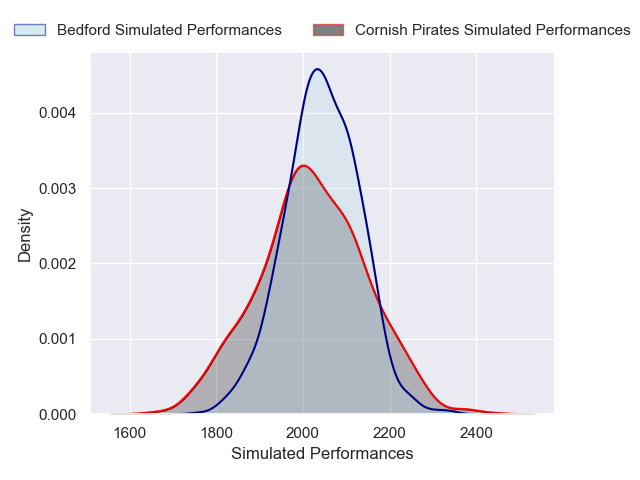 Bedford Simulated Performances
Cornish Pirates Simulated Performances
Density
0.004
0.003
0.002
0.001
0.000
1600 1800 2000 2200 2400
Simulated Performances